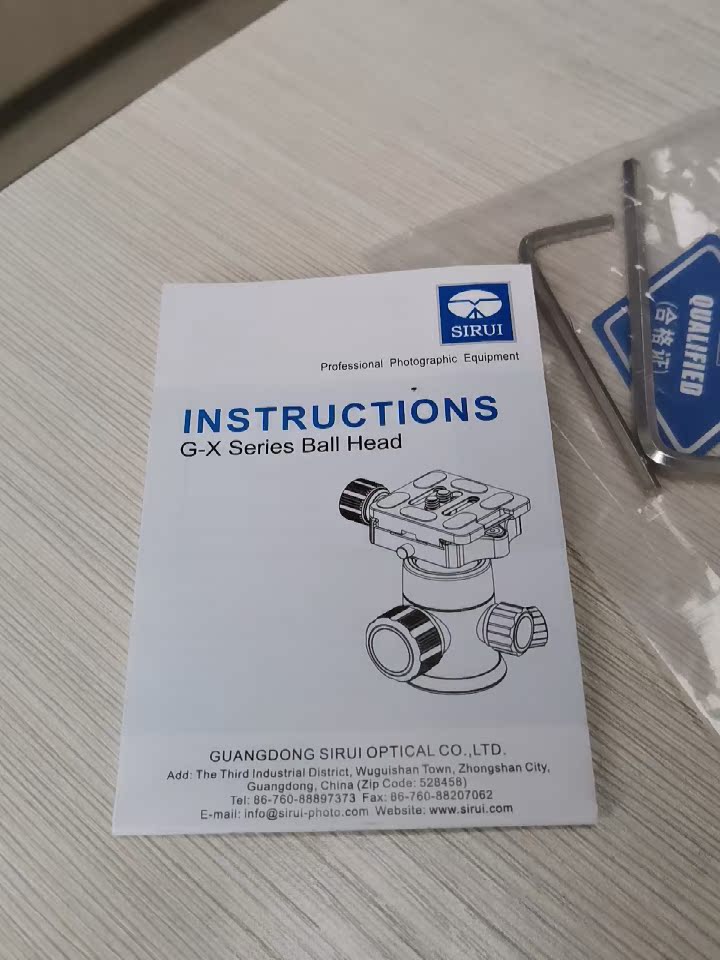 SIRUI
Professional Photographic Equipment
INSTRUCTIONS
G-X Series Ball Head
GUANGDONG SIRUI OPTICAL CO.,LTD.
Add: The Third Industrial District, Wuguishan Town, Zhongshan City,
Guangdong, China (Zip Code: 528458)
Tel: 86-760-88897373 Fax: 86-760-88207062
E-mail: info@sirui-photo.com Website: www.sirui.com
QUALIFIED
(合格证)